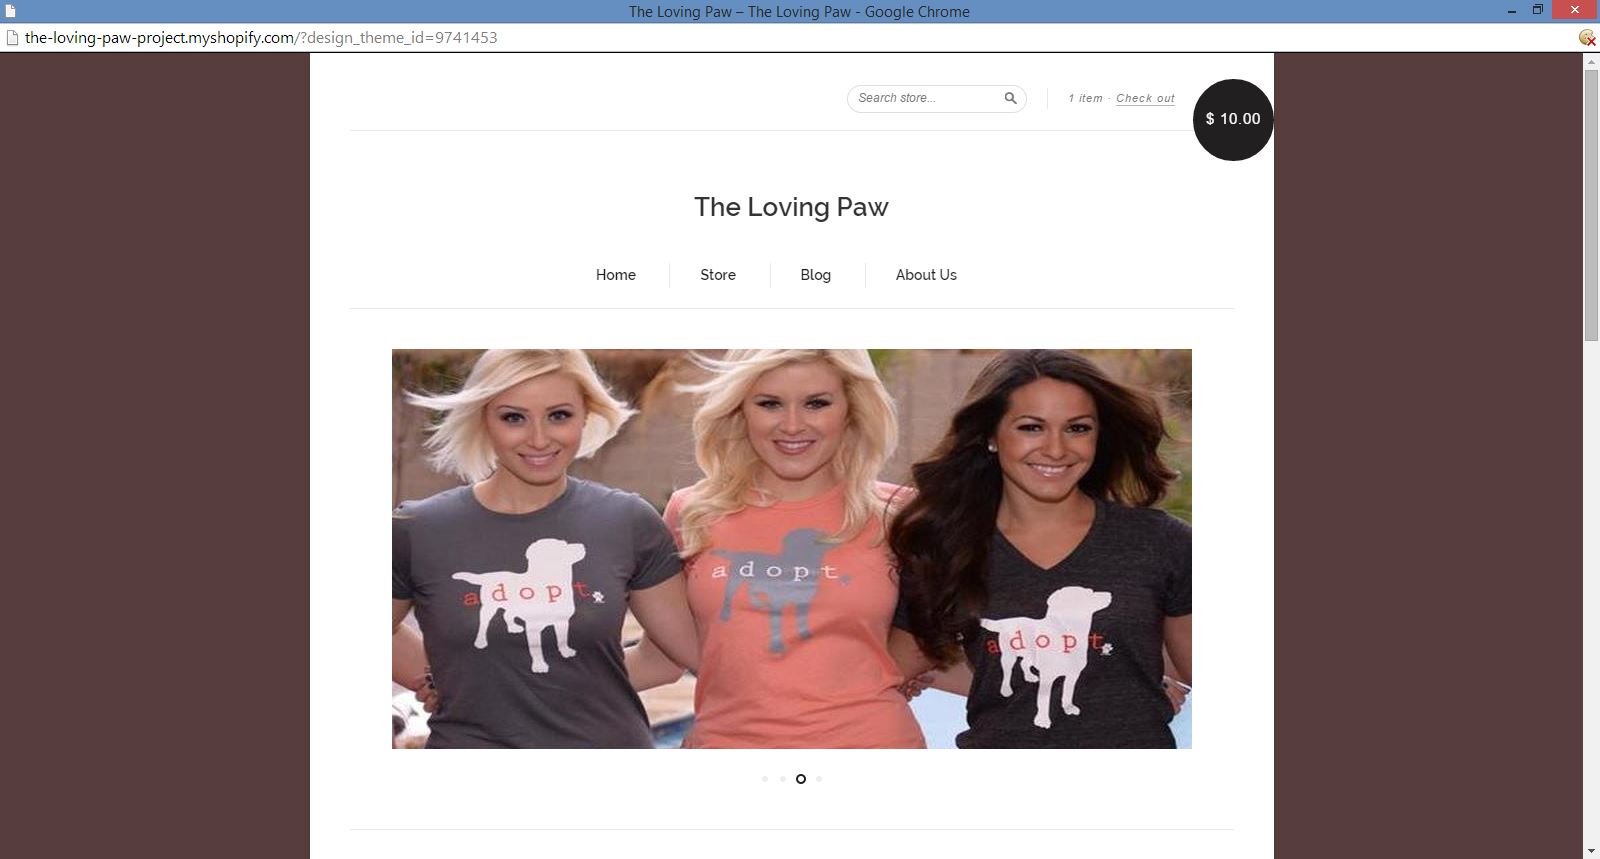 The Loving Paw – The Loving Paw - Google Chrome
the-loving-paw-project.myshopify.com/?design_theme_id=9741453
Search store...
1 item · Check out
$ 10.00
The Loving Paw
Home Store Blog About Us
adopt.
adopt.
adopt.